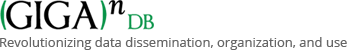 (GIGA)ⁿDB
Revolutionizing data dissemination, organization, and use